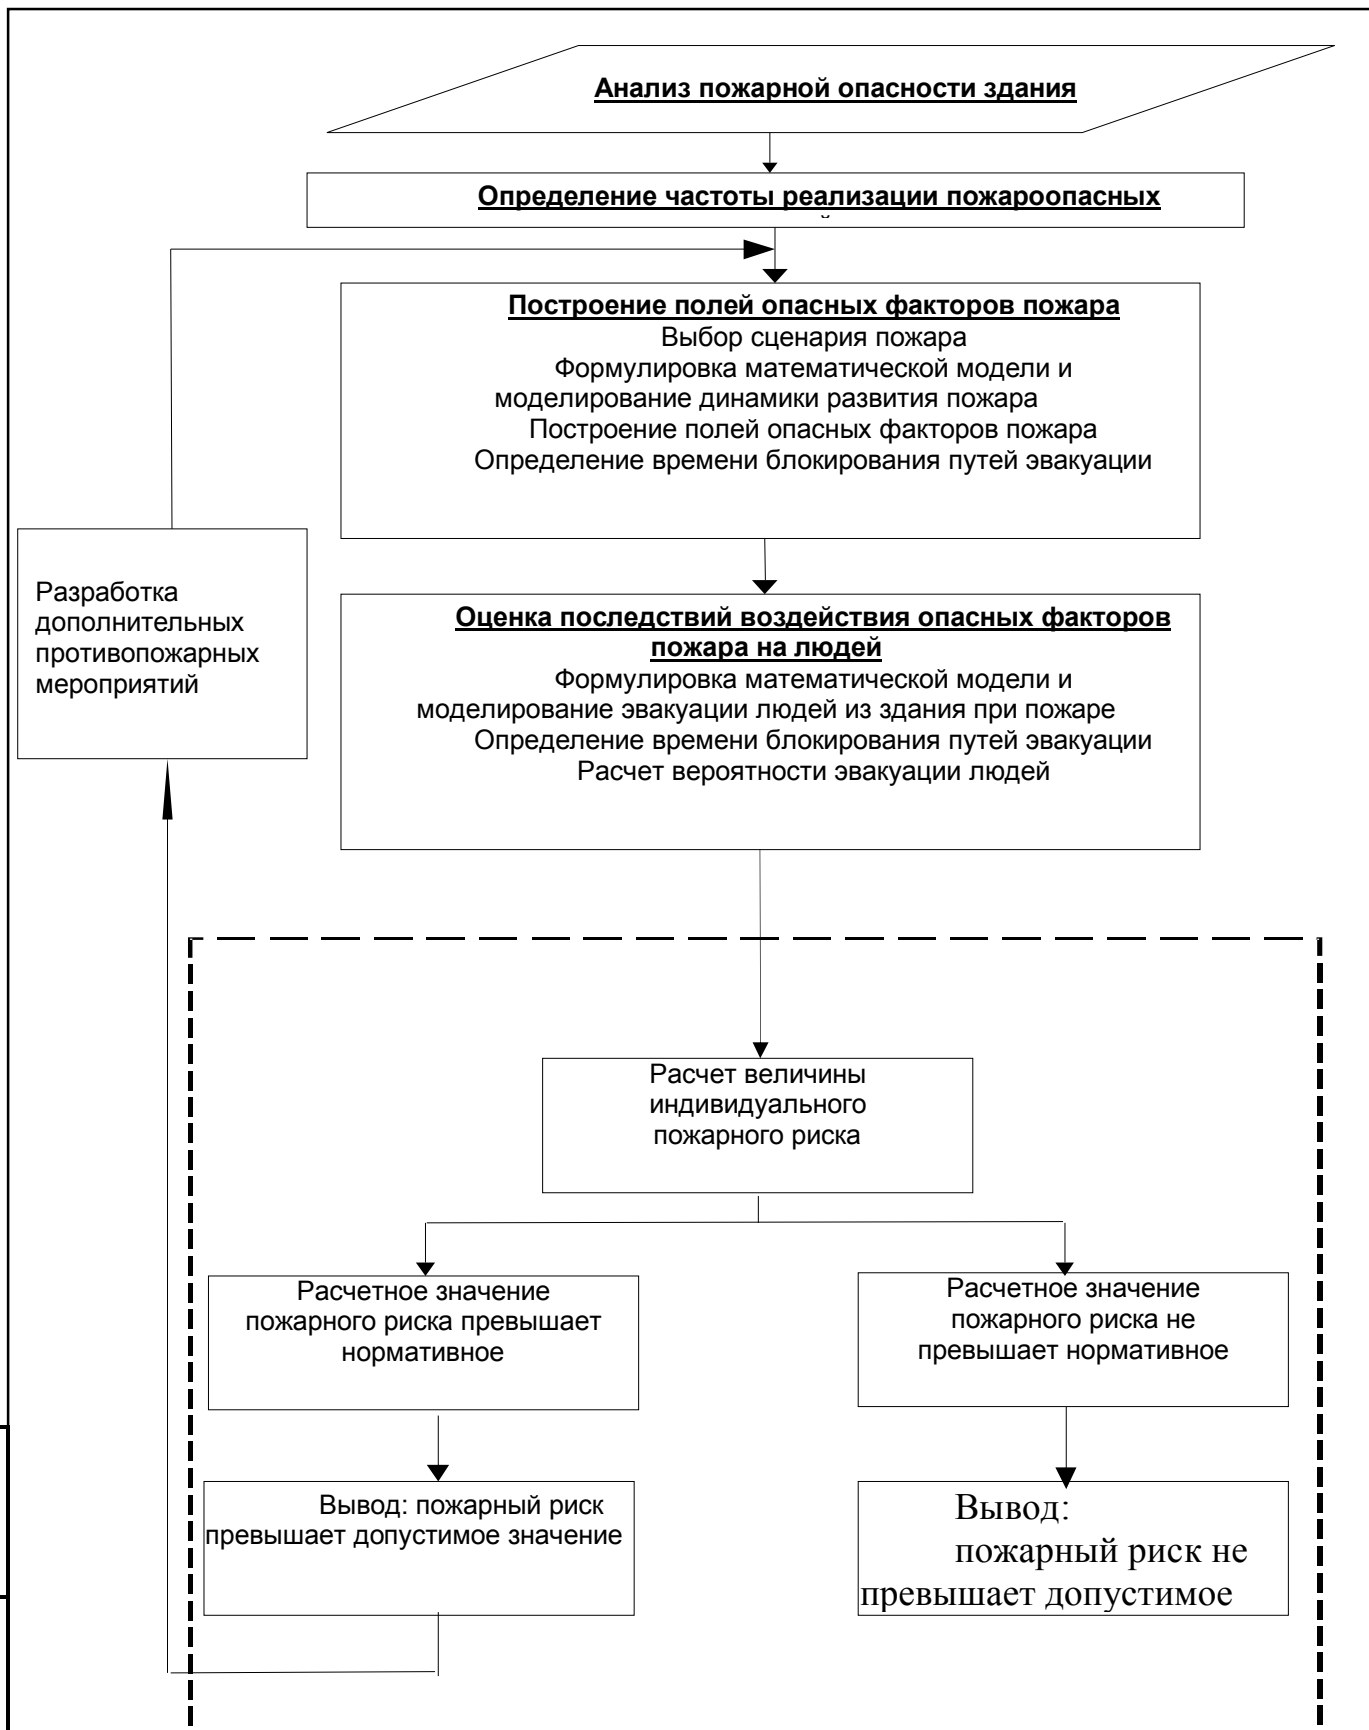 Анализ пожарной опасности здания
Определение частоты реализации пожароопасных
Построение полей опасных факторов пожара
Выбор сценария пожара
Формулировка математической модели и
моделирование динамики развития пожара
Построение полей опасных факторов пожара
Определение времени блокирования путей эвакуации
Разработка
дополнительных
противопожарных
мероприятий
Оценка последствий воздействия опасных факторов
пожара на людей
Формулировка математической модели и
моделирование эвакуации людей из здания при пожаре
Определение времени блокирования путей эвакуации
Расчет вероятности эвакуации людей
Расчет величины
индивидуального
пожарного риска
Расчетное значение
пожарного риска превышает
нормативное
Расчетное значение
пожарного риска не
превышает нормативное
Вывод: пожарный риск
превышает допустимое значение
Вывод:
пожарный риск не
превышает допустимое